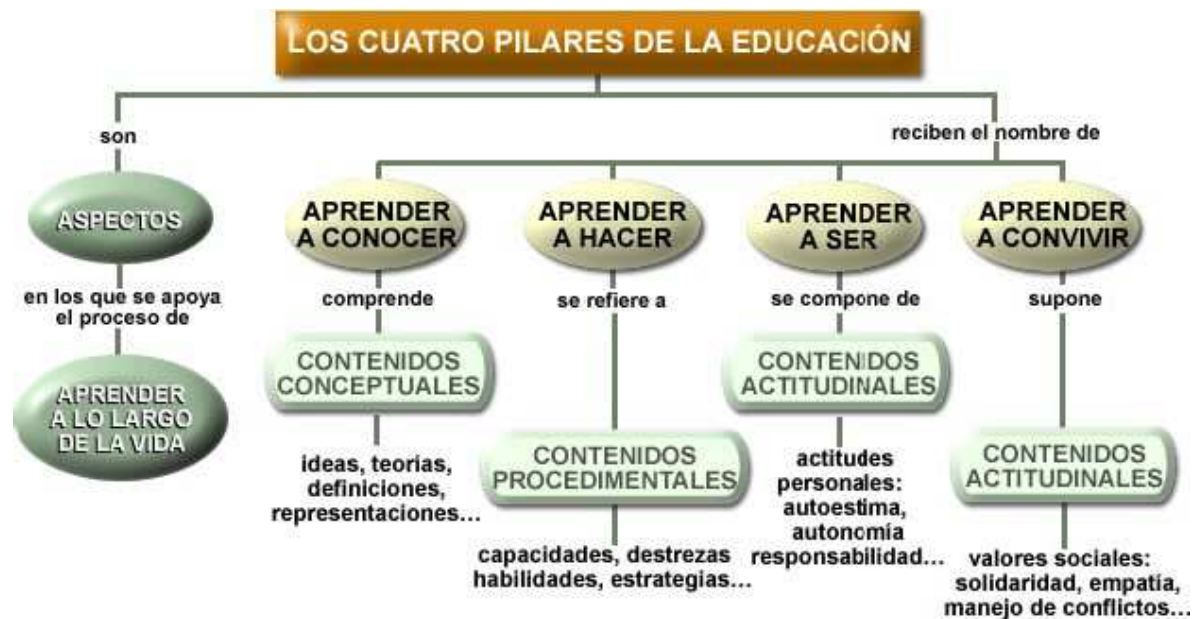 LOS CUATRO PILARES DE LA EDUCACIÓN
son
reciben el nombre de
ASPECTOS
en los que se apoya
el proceso de
APRENDER
A LO LARGO
DE LA VIDA
APRENDER
A CONOCER
comprende
CONTENIDOS
CONCEPTUALES
ideas, teorías,
definiciones,
representaciones...
APRENDER
A HACER
se refiere a
CONTENIDOS
PROCEDIMENTALES
capacidades, destrezas
habilidades, estrategias...
APRENDER
A SER
se compone de
CONTENIDOS
ACTITUDINALES
actitudes
personales:
autoestima,
autonomía
responsabilidad...
APRENDER
A CONVIVIR
supone
CONTENIDOS
ACTITUDINALES
valores sociales:
solidaridad, empatía,
manejo de conflictos...